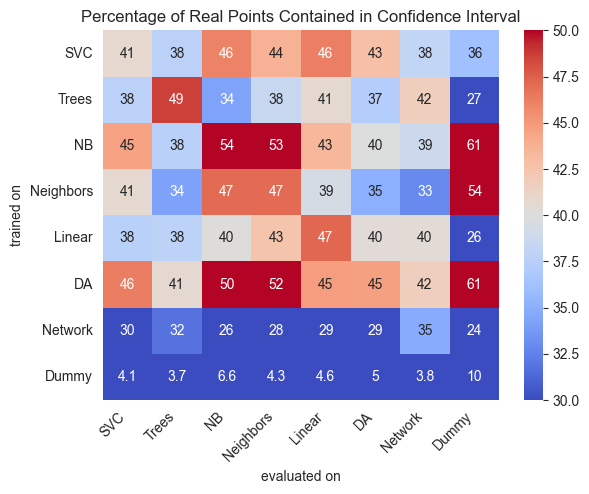 Percentage of Real Points Contained in Confidence Interval
SVC 41 38 46 44 46 43 38 36
Trees 38 49 34 38 41 37 42 27
NB 45 38 54 53 43 40 39 61
Neighbors 41 34 47 47 39 35 33 54
Linear 38 38 40 43 47 40 40 26
DA 46 41 50 52 45 45 42 61
Network 30 32 26 28 29 29 35 24
Dummy 4.1 3.7 6.6 4.3 4.6 5 3.8 10
trained on
SVC Trees NB Neighbors Linear DA Network Dummy
evaluated on
50.0
47.5
45.0
42.5
40.0
37.5
35.0
32.5
30.0